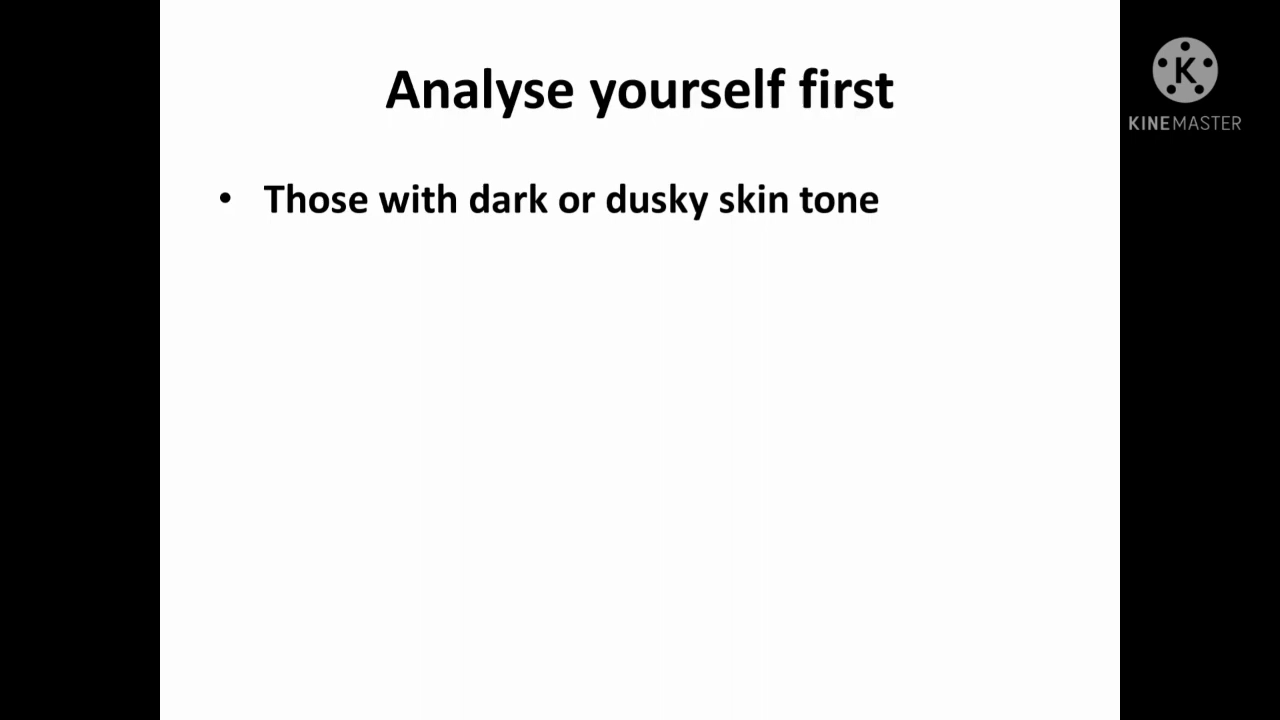 Analyse yourself first
• Those with dark or dusky skin tone
K
KINEMASTER